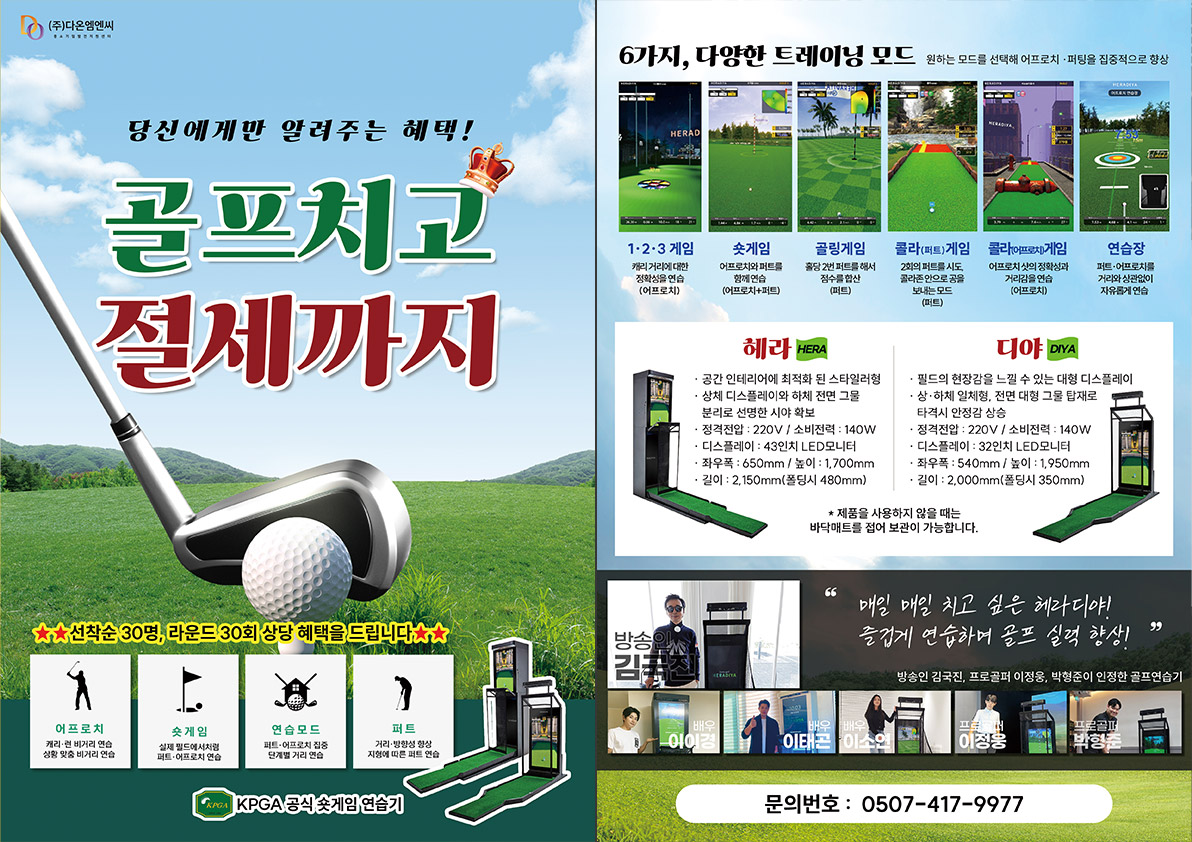 (주)다온엠엔씨
중소기업발전지원센터
당신에게만 알려주는 혜택!
골프치고
절세까지
★★선착순 30명, 라운드 30회 상당 혜택을 드립니다★★
어프로치
캐리·런 비거리 연습
상황 맞춤 비거리 연습
숏게임
실제 필드에서처럼
퍼트·어프로치 연습
연습모드
퍼트·어프로치 집중
단계별 거리 연습
퍼트
거리·방향성 향상
지형에 따른 퍼트 연습
KPGA
KPGA 공식 숏게임 연습기
6가지, 다양한 트레이닝 모드
원하는 모드를 선택해 어프로치·퍼팅을 집중적으로 향상
HERAD
HERADIYA
1·2·3 게임
캐리 거리에 대한
정확성을 연습
(어프로치)
숏게임
어프로치와 퍼트를
함께 연습
(어프로치+퍼트)
골링게임
홀당 2번 퍼트를 해서
점수를 합산
(퍼트)
콜라(퍼트)게임
2회의 퍼트를 시도,
콜라존 안으로 공을
보내는 모드
(퍼트)
콜라(어프로치)게임
어프로치 샷의 정확성과
거리감을 연습
(어프로치)
연습장
퍼트·어프로치를
거리와 상관없이
자유롭게 연습
헤라 HERA
· 공간 인테리어에 최적화 된 스타일러형
· 상체 디스플레이와 하체 전면 그물
분리로 선명한 시야 확보
· 정격전압 : 220V / 소비전력 : 140W
· 디스플레이 : 43인치 LED모니터
· 좌우폭 : 650mm / 높이 : 1,700mm
· 길이 : 2,150mm(폴딩시 480mm)
디야 DIYA
· 필드의 현장감을 느낄 수 있는 대형 디스플레이
· 상·하체 일체형, 전면 대형 그물 탑재로
타격시 안정감 상승
· 정격전압 : 220V / 소비전력 : 140W
· 디스플레이 : 32인치 LED모니터
· 좌우폭 : 540mm / 높이 : 1,950mm
· 길이 : 2,000mm(폴딩시 350mm)
* 제품을 사용하지 않을 때는
바닥매트를 접어 보관이 가능합니다.
방송인
김국진
HERADIYA
“ 매일 매일 치고 싶은 헤라디야!
즐겁게 연습하며 골프 실력 향상! ”
방송인 김국진, 프로골퍼 이정웅, 박형준이 인정한 골프연습기
배우
이이경
배우
이태곤
배우
이소연
프로골퍼
이정웅
프로골퍼
박형준
문의번호 : 0507-417-9977